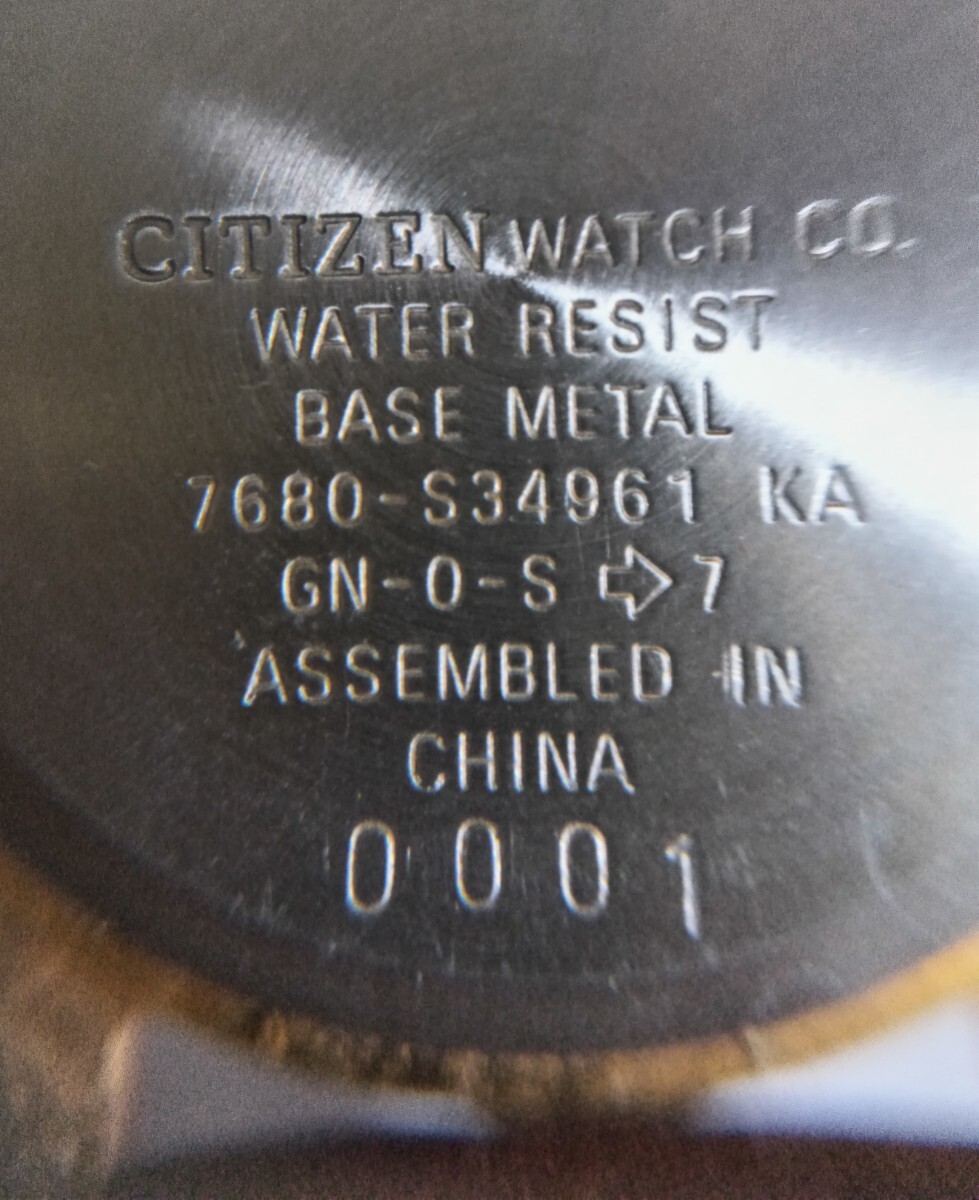 CITIZEN WATCH CO.
WATER RESIST
BASE METAL
7680-S34961 KA
GN-0-S ⇨ 7
ASSEMBLED IN
CHINA
0001